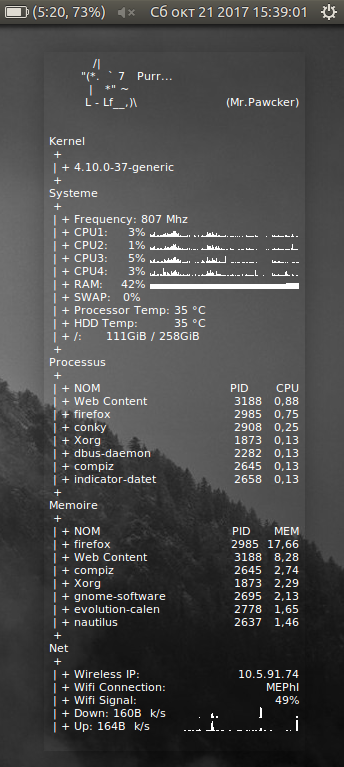 (5:20, 73%) Сб окт 21 2017 15:39:01
/|
"(*. ` 7 Purr...
| *" ~
L - Lf__,)\ (Mr.Pawcker)
Kernel
+
| + 4.10.0-37-generic
+
Systeme
+
| + Frequency: 807 Mhz
| + CPU1: 3%
| + CPU2: 1%
| + CPU3: 5%
| + CPU4: 3%
| + RAM: 42%
| + SWAP: 0%
| + Processor Temp: 35 °C
| + HDD Temp: 35 °C
| + /: 111GiB / 258GiB
+
Processus
+
| + NOM PID CPU
| + Web Content 3188 0,88
| + firefox 2985 0,75
| + conky 2908 0,25
| + Xorg 1873 0,13
| + dbus-daemon 2282 0,13
| + compiz 2645 0,13
| + indicator-datet 2658 0,13
+
Memoire
+
| + NOM PID MEM
| + firefox 2985 17,66
| + Web Content 3188 8,28
| + compiz 2645 2,74
| + Xorg 1873 2,29
| + gnome-software 2695 2,13
| + evolution-calen 2778 1,65
| + nautilus 2637 1,46
+
Net
+
| + Wireless IP: 10.5.91.74
| + Wifi Connection: MEPhI
| + Wifi Signal: 49%
| + Down: 160B k/s
| + Up: 164B k/s